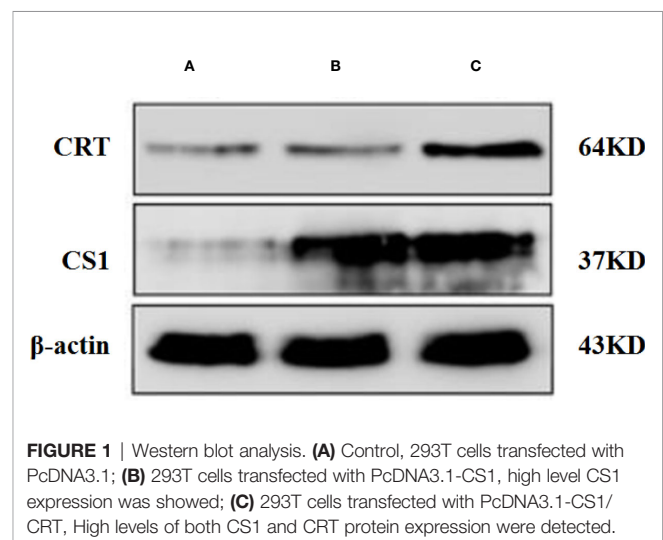 A B C
CRT 64KD
CS1 37KD
β-actin 43KD
FIGURE 1 | Western blot analysis. (A) Control, 293T cells transfected with
PcDNA3.1; (B) 293T cells transfected with PcDNA3.1-CS1, high level CS1
expression was showed; (C) 293T cells transfected with PcDNA3.1-CS1/
CRT, High levels of both CS1 and CRT protein expression were detected.